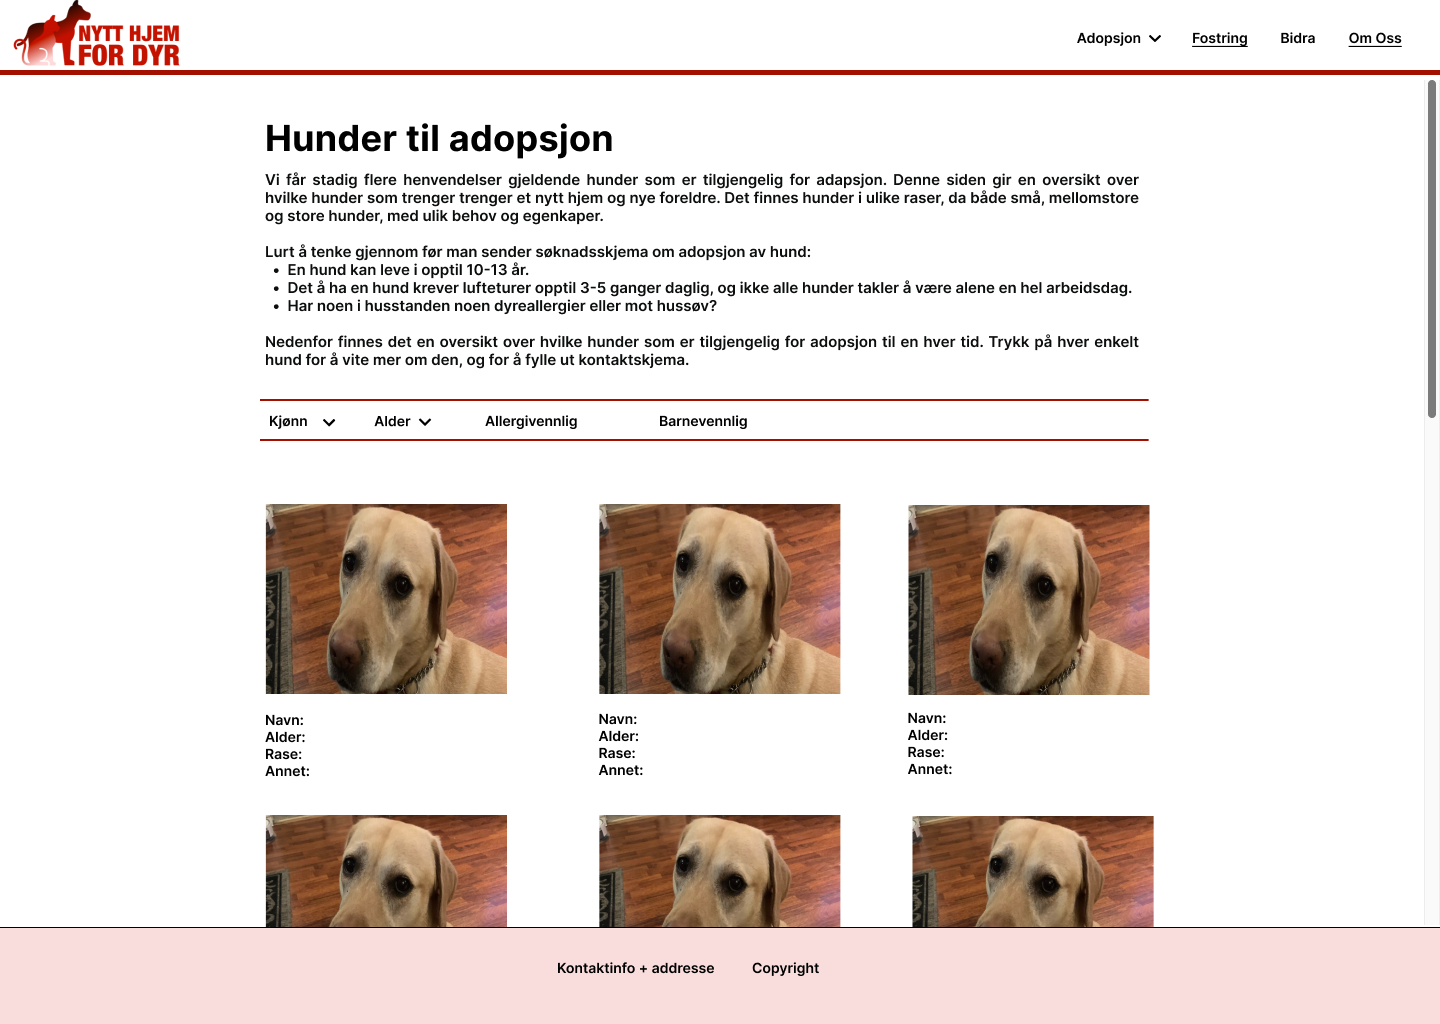 NYTT HJEM
FOR DYR
Adopsjon Fostring Bidra Om Oss
Hunder til adopsjon
Vi får stadig flere henvendelser gjeldende hunder som er tilgjengelig for adapsjon. Denne siden gir en oversikt over
hvilke hunder som trenger trenger et nytt hjem og nye foreldre. Det finnes hunder i ulike raser, da både små, mellomstore
og store hunder, med ulik behov og egenkaper.
Lurt å tenke gjennom før man sender søknadsskjema om adopsjon av hund:
• En hund kan leve i opptil 10-13 år.
• Det å ha en hund krever lufteturer opptil 3-5 ganger daglig, og ikke alle hunder takler å være alene en hel arbeidsdag.
• Har noen i husstanden noen dyreallergier eller mot hussøv?
Nedenfor finnes det en oversikt over hvilke hunder som er tilgjengelig for adopsjon til en hver tid. Trykk på hver enkelt
hund for å vite mer om den, og for å fylle ut kontaktskjema.
Kjønn Alder Allergivennlig Barnevennlig
Navn:
Alder:
Rase:
Annet:
Navn:
Alder:
Rase:
Annet:
Navn:
Alder:
Rase:
Annet:
Kontaktinfo + addresse Copyright